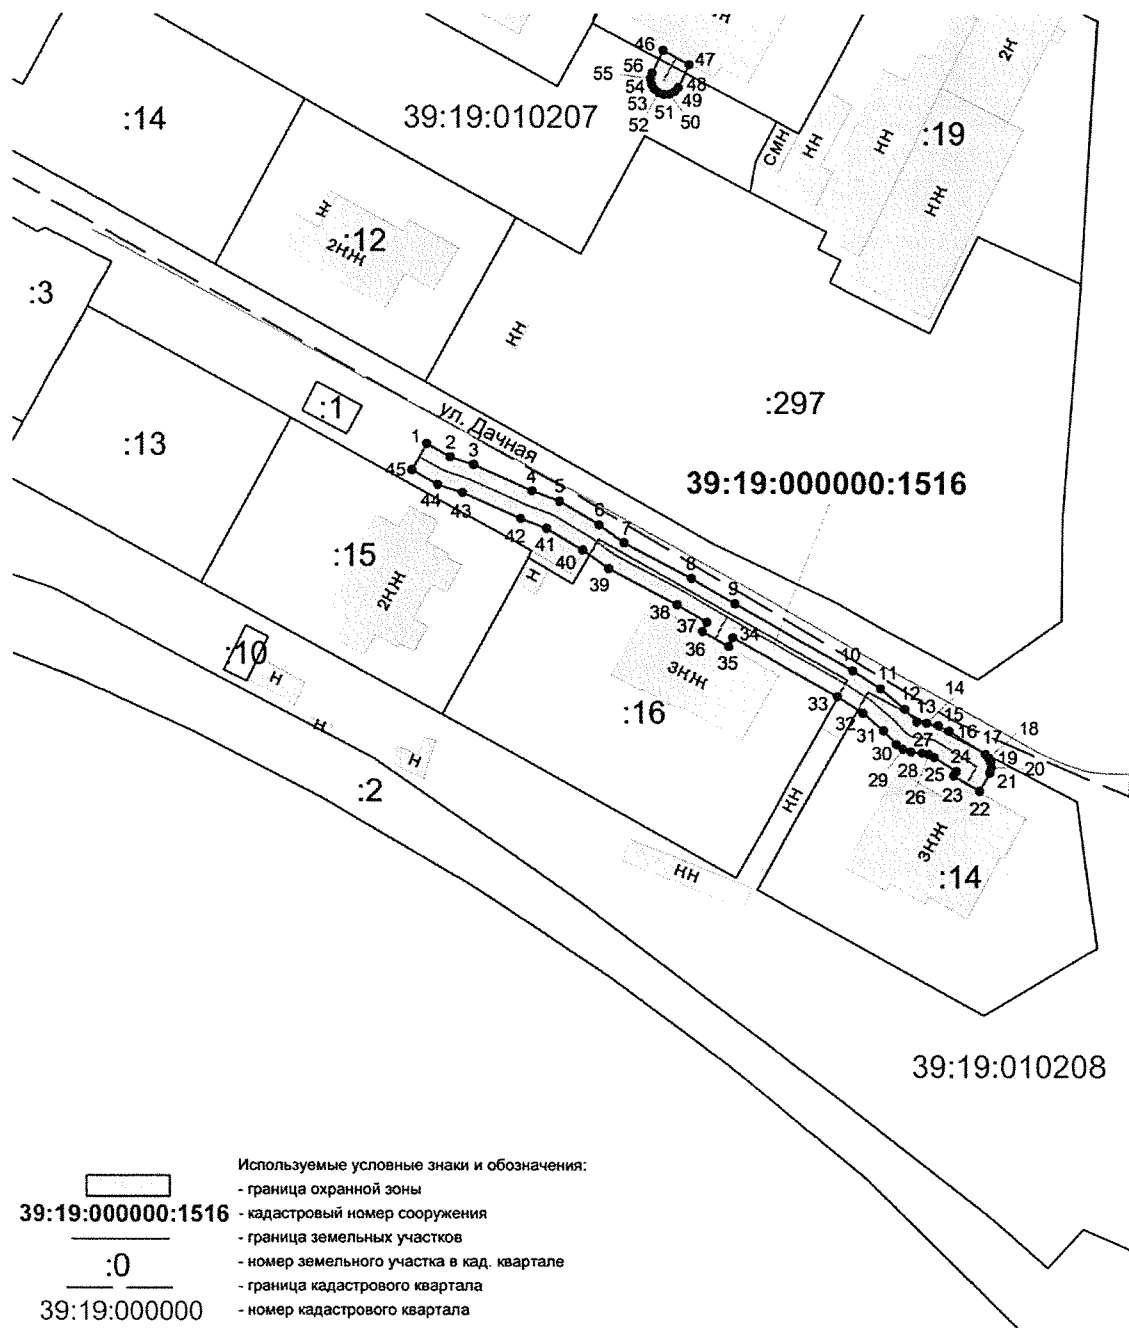 НН
46
47
56
55
54
48
49
53
51
50
52
39:19:010207
:14
2Н
СМН
НН
НН
:19
НЖ
Ж
:12
2НЖ
:3
НН
:297
:1
ул. Дачная
:13
39:19:000000:1516
1
2
3
4
5
6
7
8
9
10
11
12
13
14
15
16
17
18
19
20
21
22
23
24
25
26
27
28
29
30
31
32
33
34
35
36
37
38
39
40
41
42
43
44
45
:15
2НЖ
Н
:10
Н
Н
Н
3НЖ
:16
:2
НН
НН
3НЖ
:14
39:19:010208
Используемые условные знаки и обозначения:
- граница охранной зоны
39:19:000000:1516 - кадастровый номер сооружения
- граница земельных участков
:0 - номер земельного участка в кад. квартале
- граница кадастрового квартала
39:19:000000 - номер кадастрового квартала